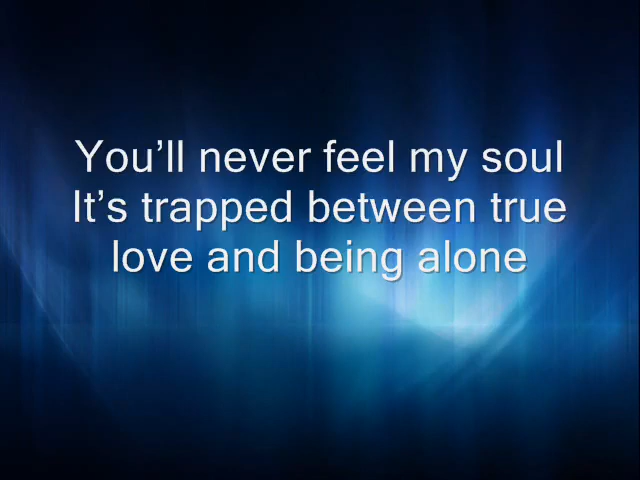 You’ll never feel my soul
It’s trapped between true
love and being alone